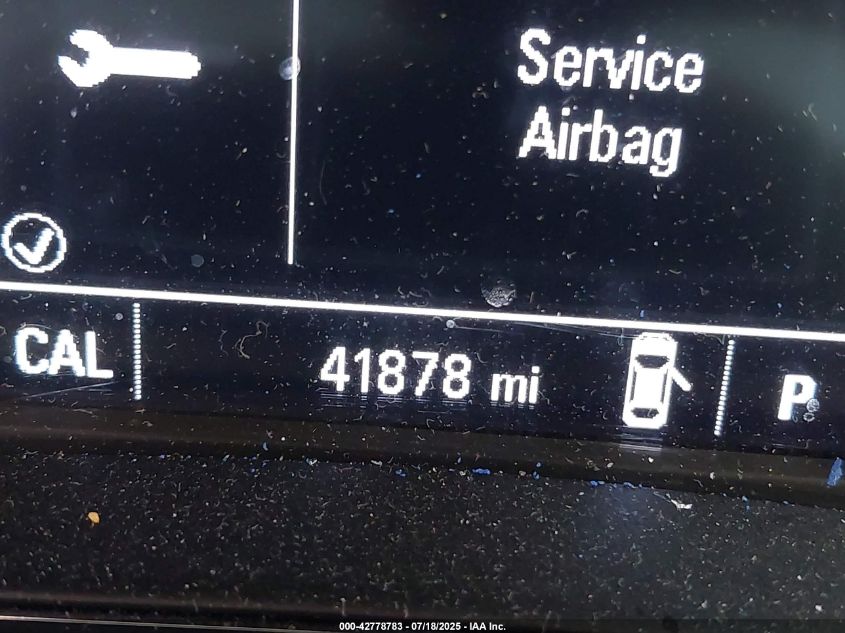 Service
Airbag
CAL
41878 mi
P
000-42778783 - 07/18/2025 - IAA Inc.